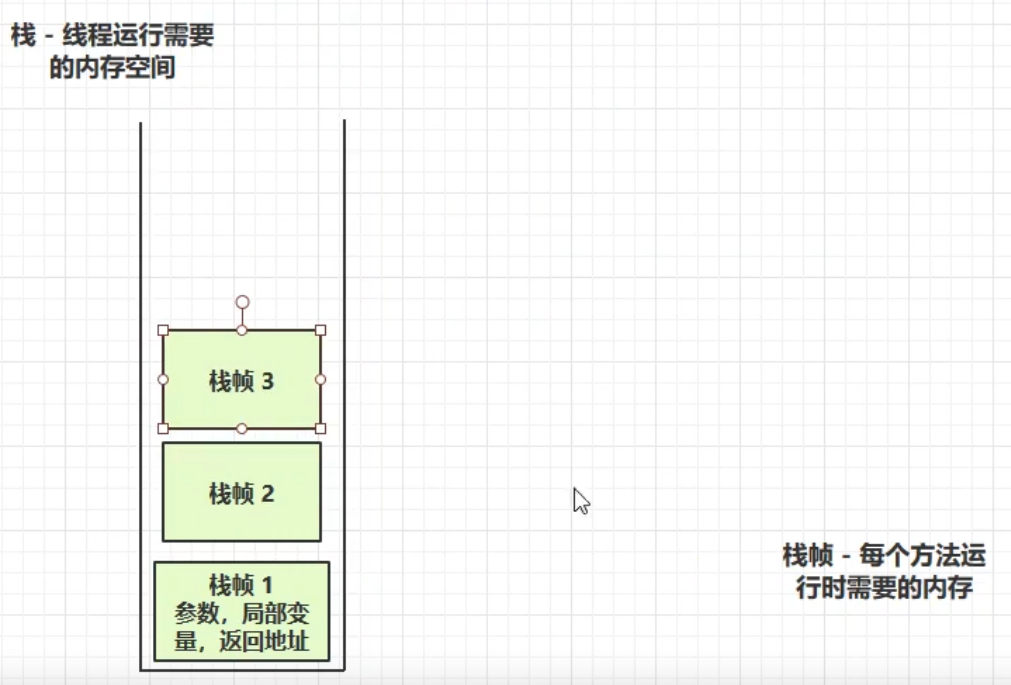 栈 - 线程运行需要
的内存空间
栈帧 3
栈帧 2
栈帧 1
参数，局部变
量，返回地址
栈帧 - 每个方法运
行时需要的内存